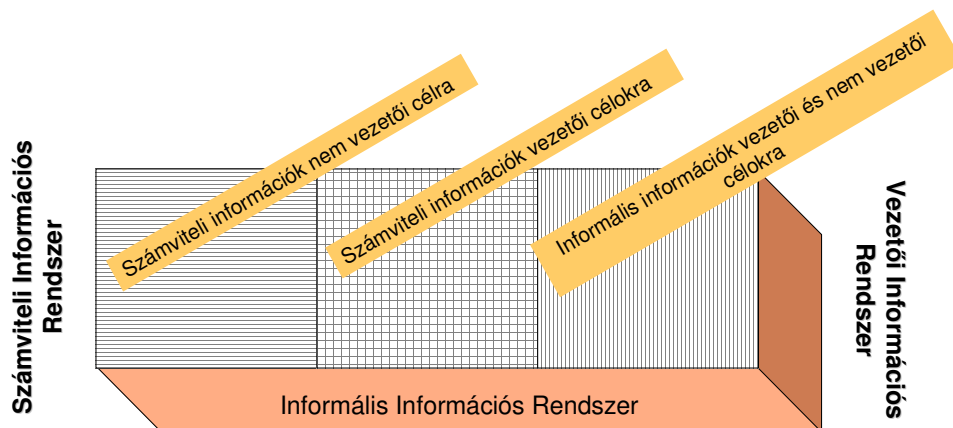 Számviteli Információs
Rendszer
Számviteli információk nem vezetői célra
Számviteli információk vezetői célokra
Informális információk vezetői és nem vezetői
célokra
Vezetői Információs
Rendszer
Informális Információs Rendszer